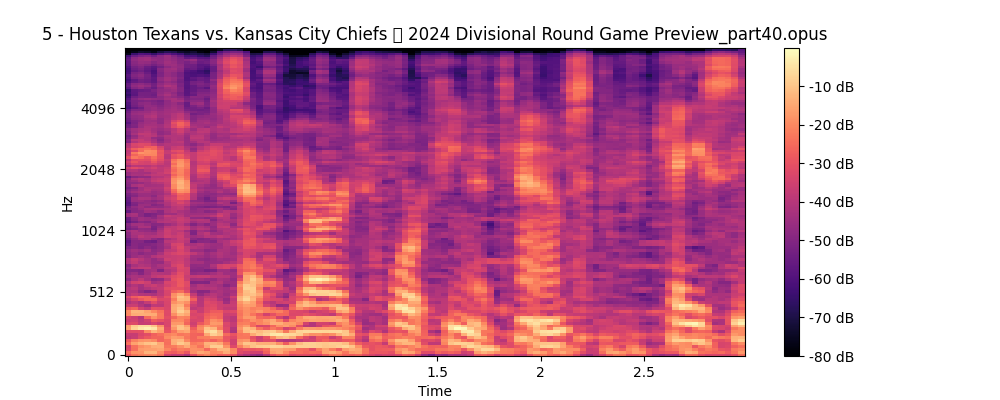 5 - Houston Texans vs. Kansas City Chiefs ▯ 2024 Divisional Round Game Preview_part40.opus
4096
2048
1024
512
0
Hz
0
0.5
1
1.5
2
2.5
Time
-10 dB
-20 dB
-30 dB
-40 dB
-50 dB
-60 dB
-70 dB
-80 dB